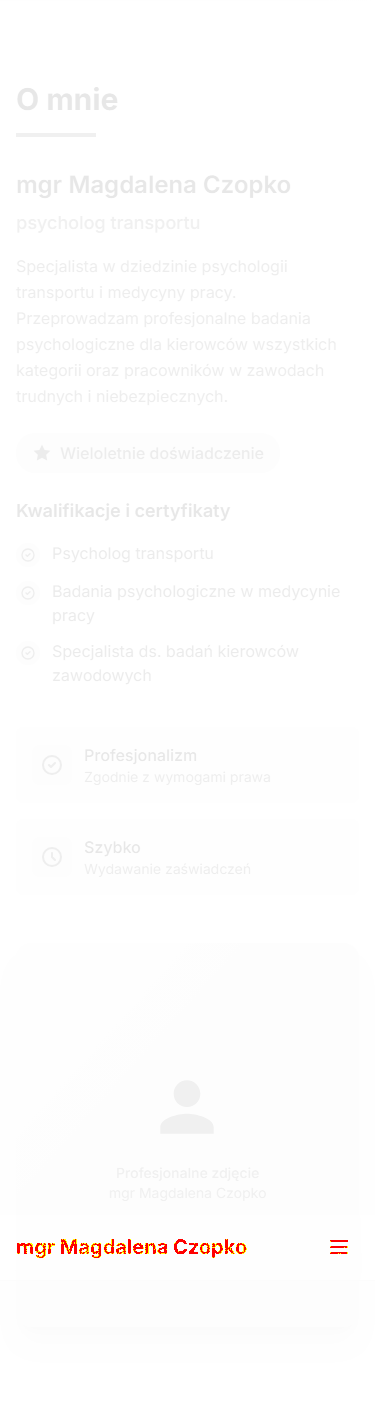 O mnie
mgr Magdalena Czopko
psycholog transportu
Specjalista w dziedzinie psychologii
transportu i medycyny pracy.
Przeprowadzam profesjonalne badania
psychologiczne dla kierowców wszystkich
kategorii oraz pracowników w zawodach
trudnych i niebezpiecznych.
Wieloletnie doświadczenie
Kwalifikacje i certyfikaty
Psycholog transportu
Badania psychologiczne w medycynie
pracy
Specjalista ds. badań kierowców
zawodowych
Profesjonalizm
Zgodnie z wymogami prawa
Szybko
Wydawanie zaświadczeń
Profesjonalne zdjęcie
mgr Magdalena Czopko
mgr Magdalena Czopko